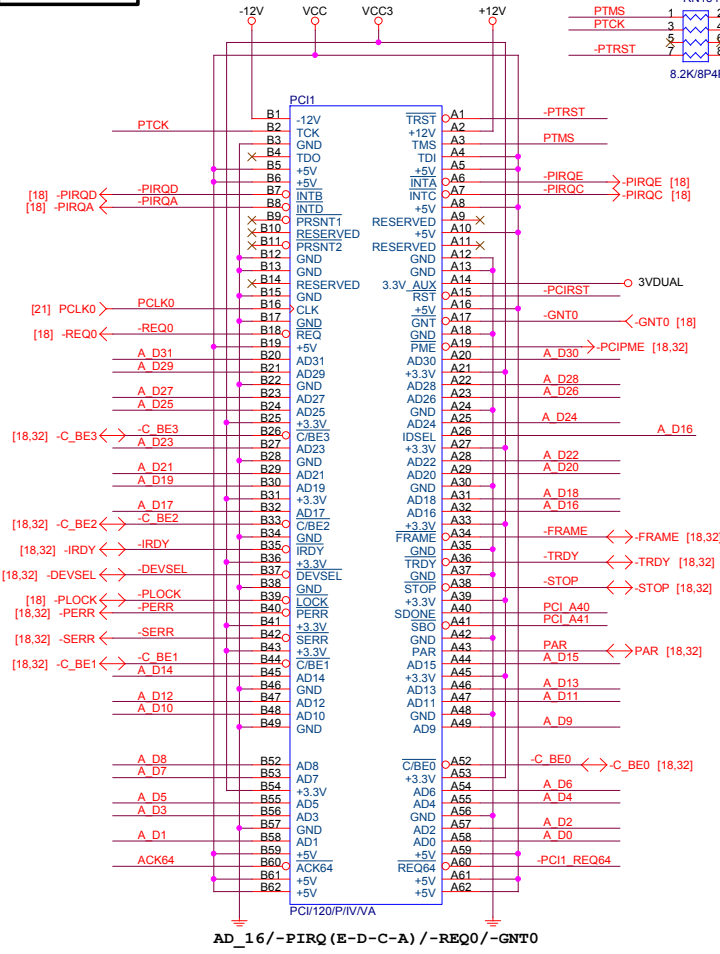 -12V VCC VCC3 +12V
PTMS 1 2
PTCK 3 4
5 6
-PTRST 7 8
8.2K/8P4
PCI1
B1 -12V TRST A1 -PTRST
PTCK B2 TCK +12V A2
B3 GND TMS A3 PTMS
B4 TDO TDI A4
B5 +5V +5V A5
B6 +5V INTA A6 -PIRQE -PIRQE [18]
[18] -PIRQD -PIRQD B7 INTB INTC A7 -PIRQC -PIRQC [18]
[18] -PIRQA -PIRQA B8 INTD +5V A8
B9 PRSNT1 RESERVED A9
B10 RESERVED +5V A10
B11 PRSNT2 RESERVED A11
B12 GND GND A12
B13 GND GND A13
B14 RESERVED 3.3V_AUX A14 3VDUAL
B15 GND RST A15 -PCIRST
[21] PCLK0 PCLK0 B16 CLK +5V A16
B17 GND GNT A17 -GNT0 -GNT0 [18]
[18] -REQ0 -REQ0 B18 REQ GND A18
B19 +5V PME A19 -PCIPME [18,32]
A_D31 B20 AD31 AD30 A20 A_D30
A_D29 B21 AD29 +3.3V A21
B22 GND AD28 A22 A_D28
A_D27 B23 AD27 AD26 A23 A_D26
A_D25 B24 AD25 GND A24
B25 +3.3V AD24 A25 A_D24
[18,32] -C_BE3 -C_BE3 B26 C/BE3 IDSEL A26 A_D16
A_D23 B27 AD23 +3.3V A27
B28 GND AD22 A28 A_D22
A_D21 B29 AD21 AD20 A29 A_D20
A_D19 B30 AD19 GND A30
B31 +3.3V AD18 A31 A_D18
A_D17 B32 AD17 AD16 A32 A_D16
[18,32] -C_BE2 -C_BE2 B33 C/BE2 +3.3V A33
B34 GND FRAME A34 -FRAME -FRAME [18,32]
[18,32] -IRDY -IRDY B35 IRDY GND A35
B36 +3.3V TRDY A36 -TRDY -TRDY [18,32]
[18,32] -DEVSEL -DEVSEL B37 DEVSEL GND A37
B38 GND STOP A38 -STOP -STOP [18,32]
[18] -PLOCK -PLOCK B39 LOCK +3.3V A39
[18,32] -PERR -PERR B40 PERR SDONE A40 PCI_A40
B41 +3.3V SBO A41 PCI_A41
[18,32] -SERR -SERR B42 SERR GND A42
B43 +3.3V PAR A43 PAR PAR [18,32]
[18,32] -C_BE1 -C_BE1 B44 C/BE1 AD15 A44 A_D15
A_D14 B45 AD14 +3.3V A45
B46 GND AD13 A46 A_D13
A_D12 B47 AD12 AD11 A47 A_D11
A_D10 B48 AD10 GND A48
B49 GND AD9 A49 A_D9
A_D8 B52 AD8 C/BE0 A52 -C_BE0 -C_BE0 [18,32]
A_D7 B53 AD7 +3.3V A53
B54 +3.3V AD6 A54 A_D6
A_D5 B55 AD5 AD4 A55 A_D4
A_D3 B56 AD3 GND A56
B57 GND AD2 A57 A_D2
A_D1 B58 AD1 AD0 A58 A_D0
B59 +5V +5V A59
ACK64 B60 ACK64 REQ64 A60 -PCI1_REQ64
B61 +5V +5V A61
B62 +5V +5V A62
PCI/120/P/IV/VA
AD_16/-PIRQ(E-D-C-A)/-REQ0/-GNT0